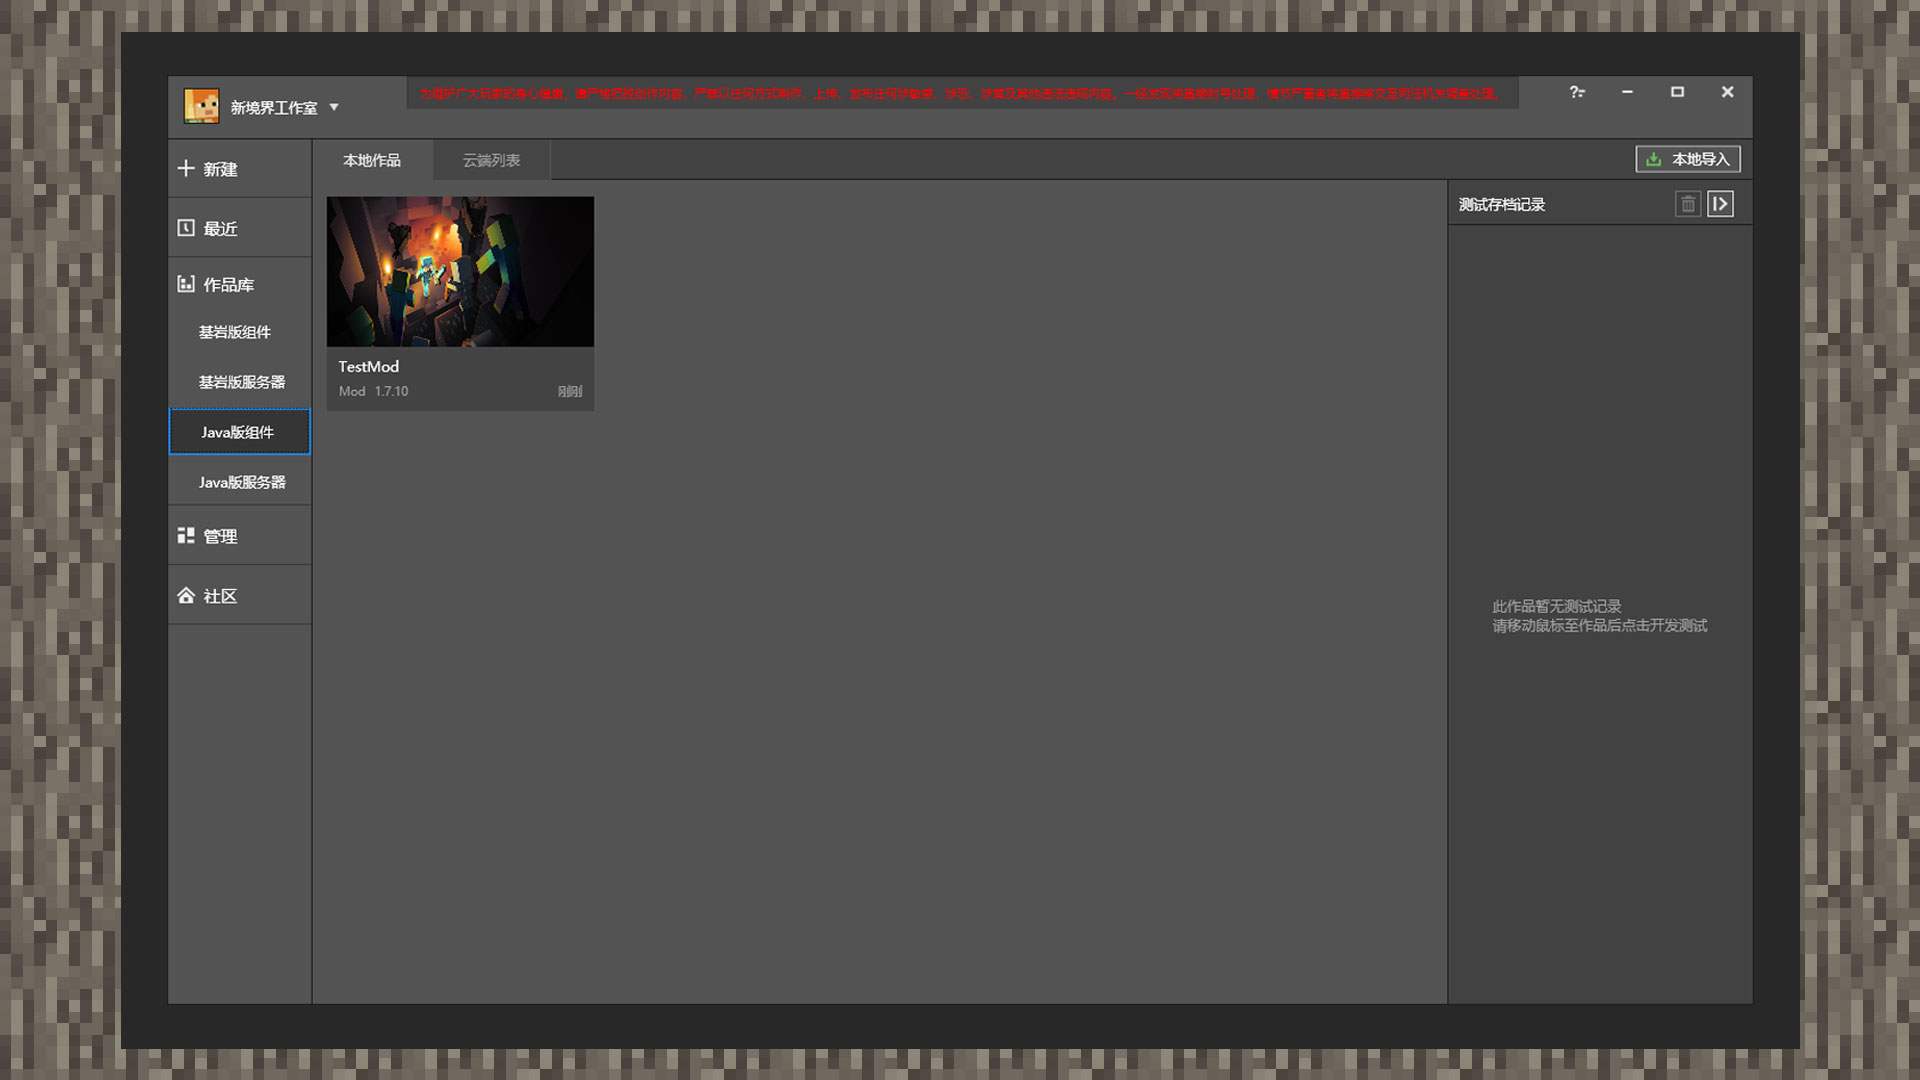 新境界工作室
为维护广大玩家的身心健康，请严格把控创作内容，严禁以任何方式制作、上传、发布任何涉敏感、涉恐、涉黄及其他违法违规内容，一经发现将直接封号处理，情节严重者将直接移交至司法机关调查处理。
新建
本地作品
云端列表
本地导入
最近
作品库
基岩版组件
基岩版服务器
Java版组件
Java版服务器
管理
社区
TestMod
Mod 1.7.10 刚刚
测试存档记录
此作品暂无测试记录
请移动鼠标至作品后点击开发测试